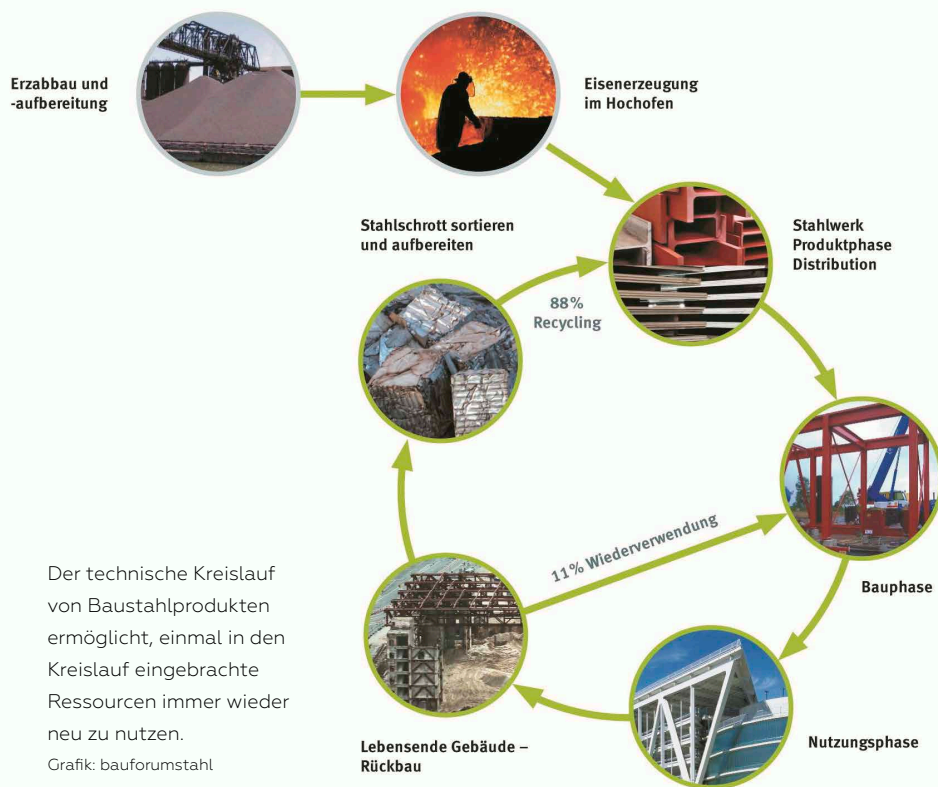 Erzabbau und
-aufbereitung
Eisenerzeugung
im Hochofen
Stahlschrott sortieren
und aufbereiten
Stahlwerk
Produktphase
Distribution
88%
Recycling
11% Wiederverwendung
Bauphase
Der technische Kreislauf
von Baustahlprodukten
ermöglicht, einmal in den
Kreislauf eingebrachte
Ressourcen immer wieder
neu zu nutzen.
Grafik: bauforumstahl
Lebensende Gebäude –
Rückbau
Nutzungsphase